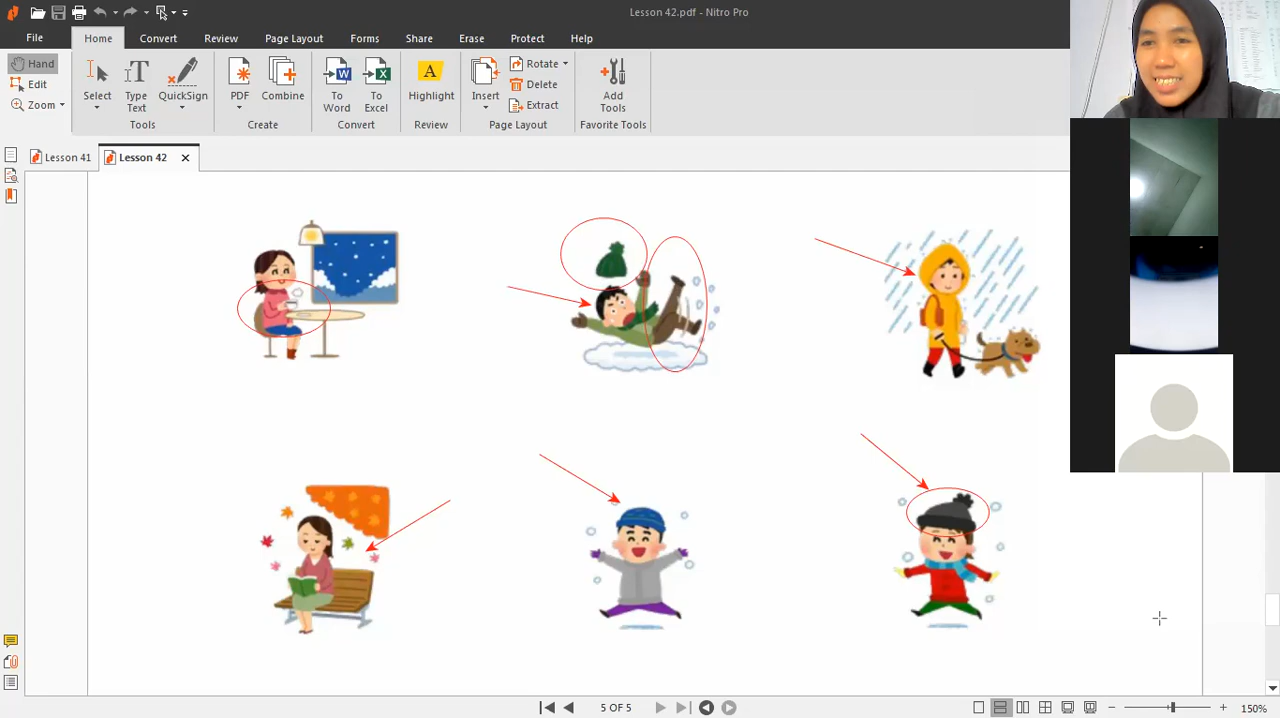 Lesson 42.pdf - Nitro Pro
File
Home
Convert
Review
Page Layout
Forms
Share
Erase
Protect
Help
Hand
Edit
Zoom
Select
Type
Text
QuickSign
Tools
PDF
Combine
Create
To
Word
To
Excel
Convert
Highlight
Review
Insert
Rotate
Delete
Extract
Page Layout
Add
Tools
Favorite Tools
Lesson 41
Lesson 42
5 OF 5
150%